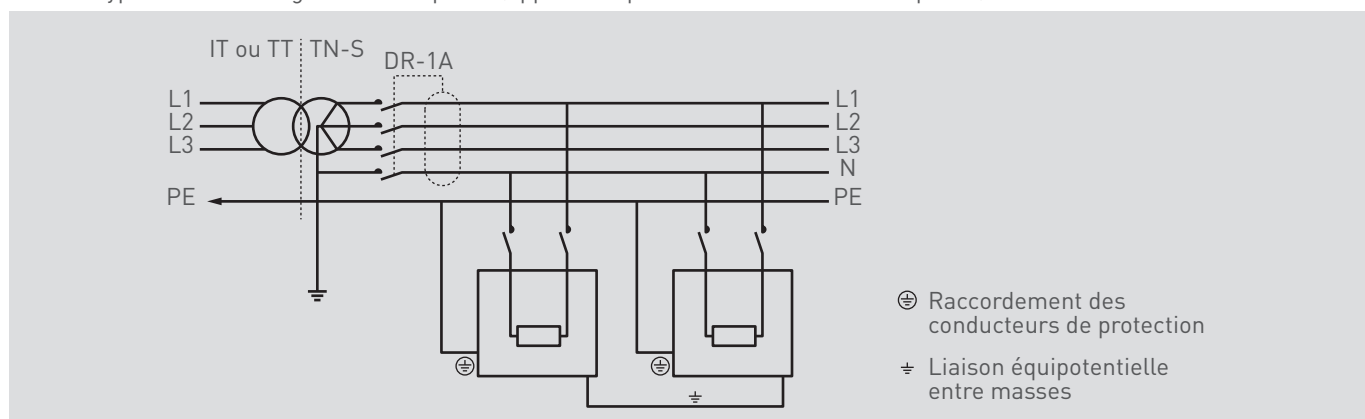 IT ou TT TN-S
DR-1A
L1 L1
L2 L2
L3 L3
N
PE PE
Raccordement des
conducteurs de protection
Liaison équipotentielle
entre masses